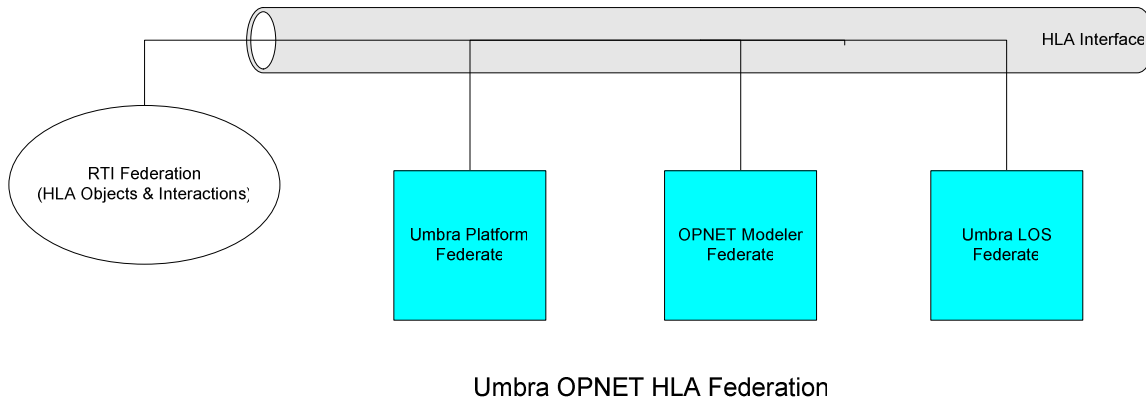 HLA Interface
RTI Federation
(HLA Objects & Interactions)
Umbra Platform
Federate
OPNET Modeler
Federate
Umbra LOS
Federate
Umbra OPNET HLA Federation